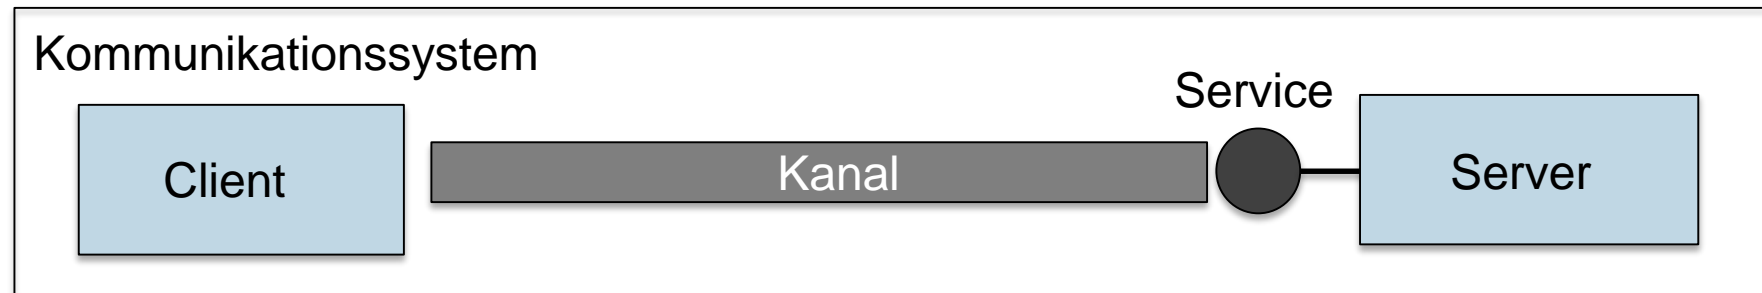 Kommunikationssystem
Service
Client
Kanal
Server